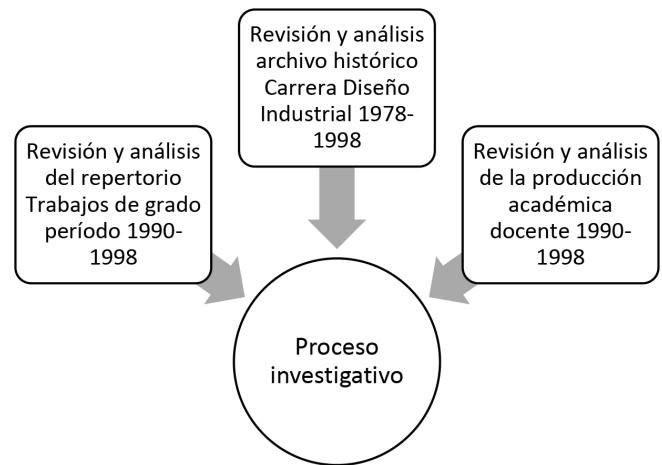 Revisión y análisis
archivo histórico
Carrera Diseño
Industrial 1978-
1998
Revisión y análisis
del repertorio
Trabajos de grado
período 1990-
1998
Revisión y análisis
de la producción
académica
docente 1990-
1998
Proceso
investigativo